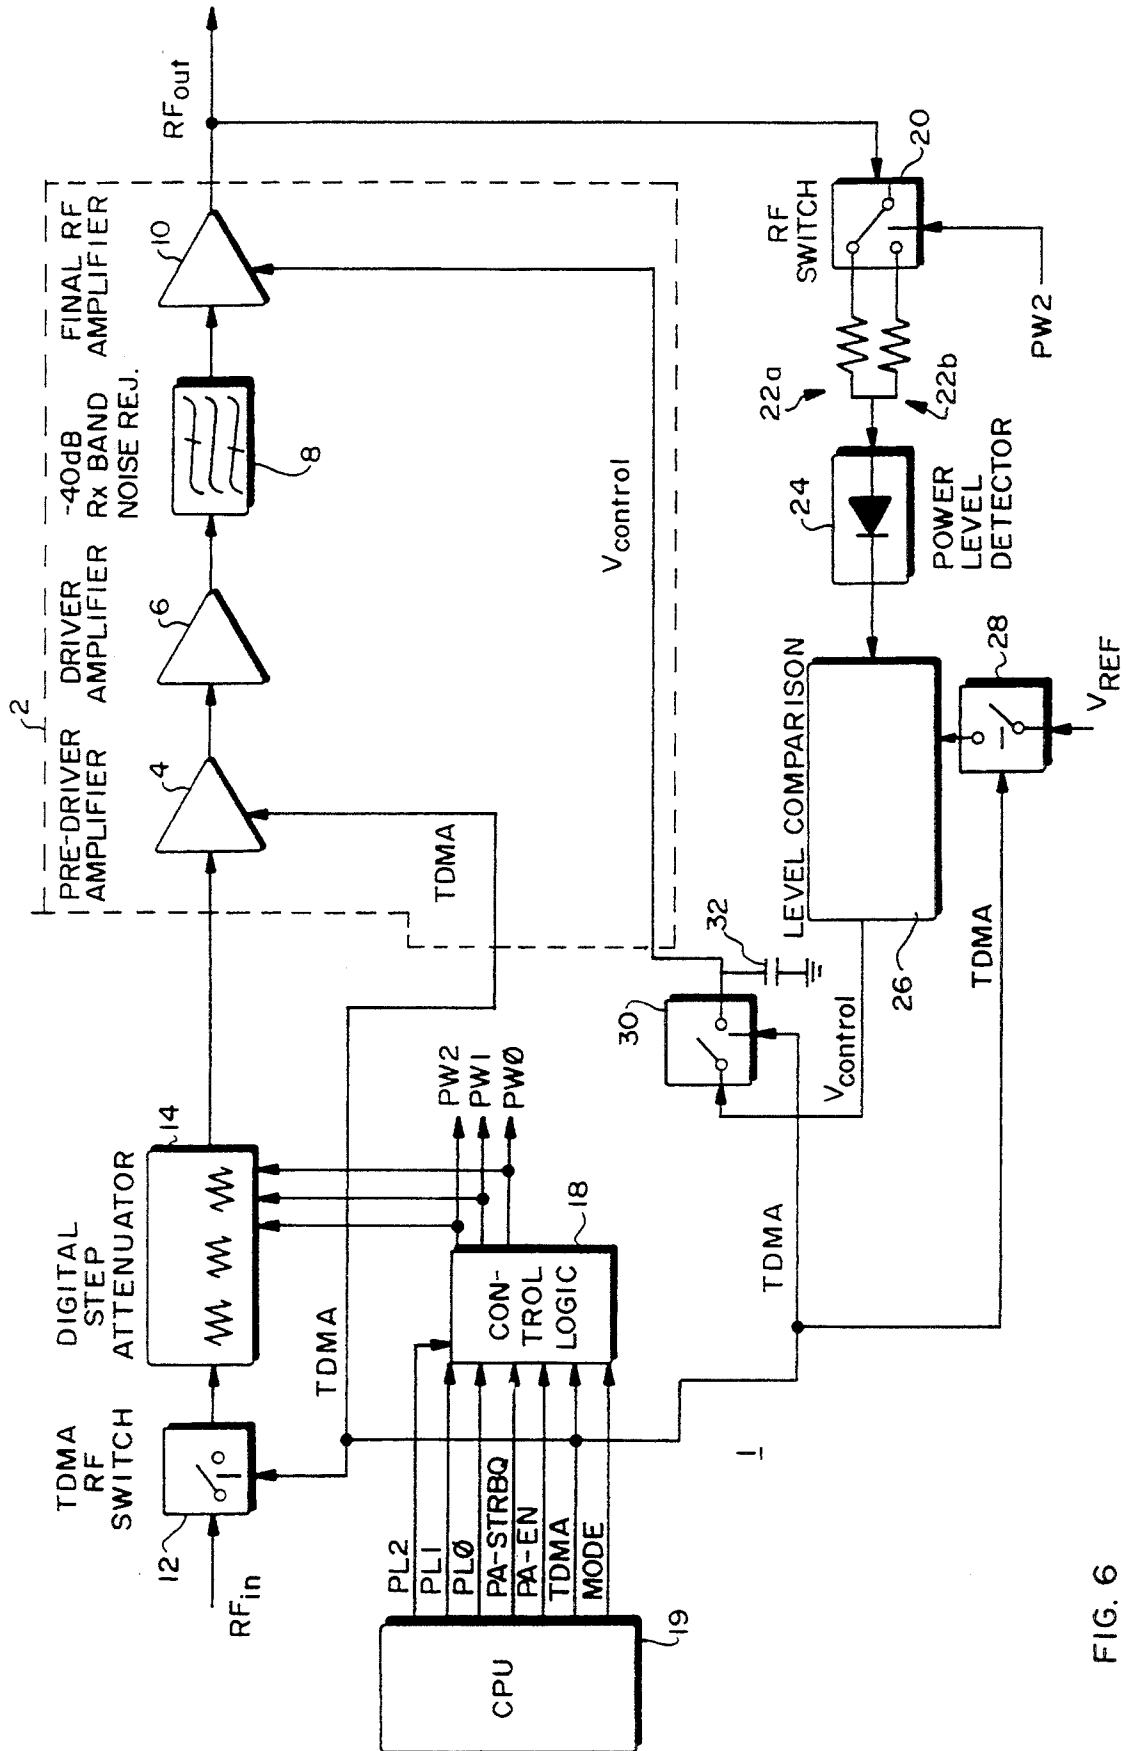 2
PRE-DRIVER
AMPLIFIER
DRIVER
AMPLIFIER
-40dB
Rx BAND
NOISE REJ.
FINAL RF
AMPLIFIER
4
6
8
10
RFout
TDMA
RF
SWITCH
DIGITAL
STEP
ATTENUATOR
12
14
RFin
TDMA
TDMA
Vcontrol
CPU
19
PL2
PL1
PLØ
PA-STRBQ
PA-EN
TDMA
MODE
CON-
TROL
LOGIC
18
PW2
PW1
PWØ
1
30
32
Vcontrol
TDMA
TDMA
LEVEL COMPARISON
26
28
VREF
24
POWER
LEVEL
DETECTOR
22a
22b
RF
SWITCH
20
PW2
FIG. 6